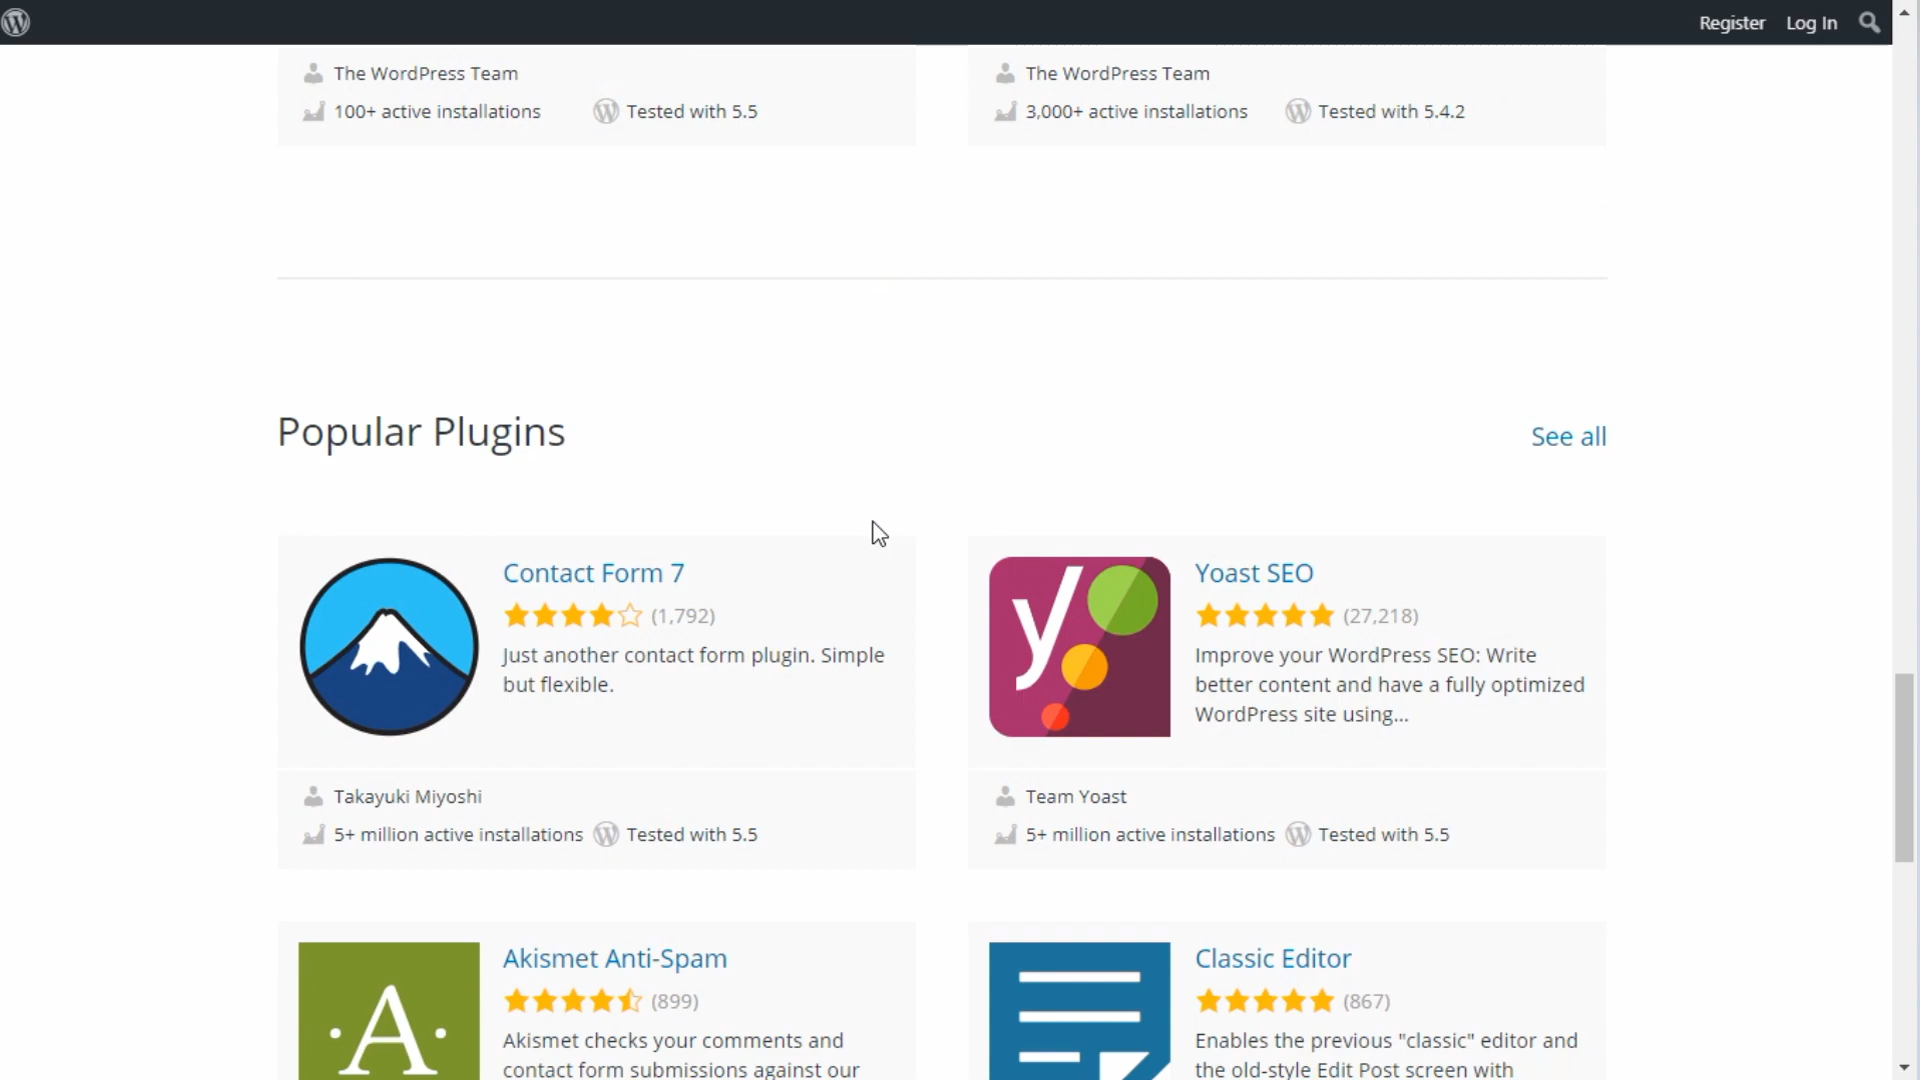 Register Log In
The WordPress Team
100+ active installations Tested with 5.5
The WordPress Team
3,000+ active installations Tested with 5.4.2
Popular Plugins
See all
Contact Form 7
(1,792)
Just another contact form plugin. Simple
but flexible.
Takayuki Miyoshi
5+ million active installations Tested with 5.5
Yoast SEO
(27,218)
Improve your WordPress SEO: Write
better content and have a fully optimized
WordPress site using...
Team Yoast
5+ million active installations Tested with 5.5
Akismet Anti-Spam
(899)
Akismet checks your comments and
contact form submissions against our
Classic Editor
(867)
Enables the previous "classic" editor and
the old-style Edit Post screen with
y
·A·